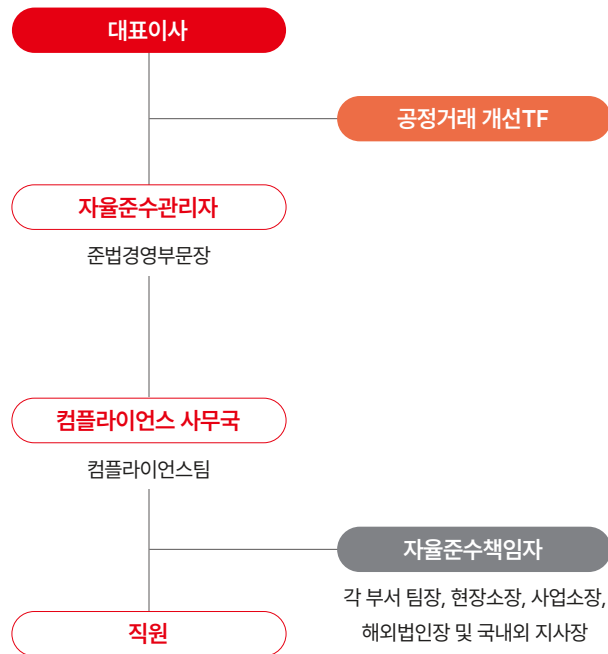 대표이사
공정거래 개선TF
자율준수관리자
준법경영부문장
컴플라이언스 사무국
컴플라이언스팀
자율준수책임자
각 부서 팀장, 현장소장, 사업소장,
해외법인장 및 국내외 지사장
직원